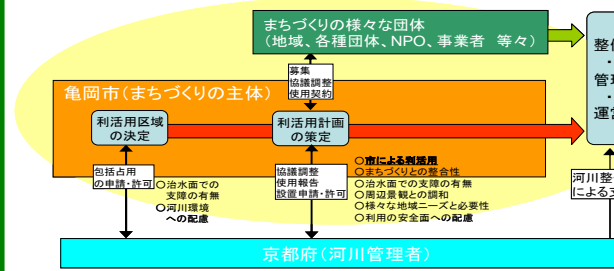 まちづくりの様々な団体
(地域、各種団体、NPO、事業者 等々)
募集
協議調整
使用契約
亀岡市(まちづくりの主体)
利活用区域
の決定
利活用計画
の策定
・
・
包括占用
の申請・許可
○治水面での
支障の有無
○河川環境
への配慮
協議調整
使用報告
設置申請・許可
○市による利活用
○まちづくりとの整合性
○治水面での支障の有無
○周辺景観との調和
○様々な地域ニーズと必要性
○利用の安全面への配慮
河川整
による支
京都府(河川管理者)